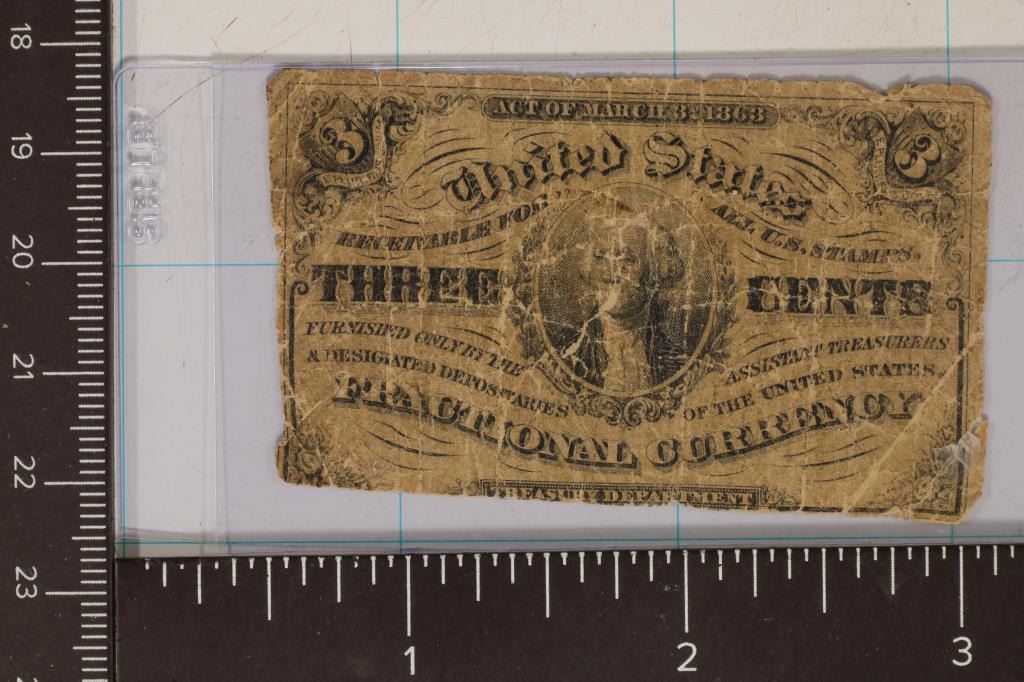 18
19
20
21
22
23
3 ACT OF MARCH 3: 1863 3
United States
RECEIVABLE FOR ALL U.S. STAMPS.
THREE CENTS
FURNISHED ONLY BY THE ASSISTANT TREASURERS
& DESIGNATED DEPOSITARIES OF THE UNITED STATES.
FRACTIONAL CURRENCY
TREASURY DEPARTMENT
1 2 3